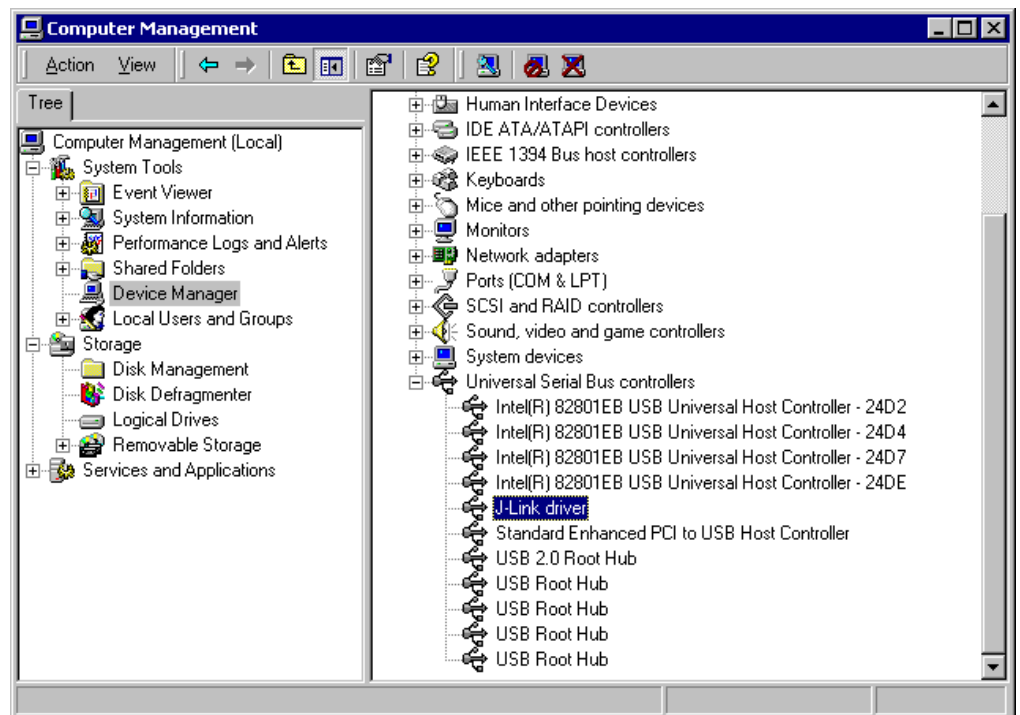 Computer Management
Action View
Tree
Computer Management (Local)
System Tools
Event Viewer
System Information
Performance Logs and Alerts
Shared Folders
Device Manager
Local Users and Groups
Storage
Disk Management
Disk Defragmenter
Logical Drives
Removable Storage
Services and Applications
Human Interface Devices
IDE ATA/ATAPI controllers
IEEE 1394 Bus host controllers
Keyboards
Mice and other pointing devices
Monitors
Network adapters
Ports (COM & LPT)
SCSI and RAID controllers
Sound, video and game controllers
System devices
Universal Serial Bus controllers
Intel(R) 82801EB USB Universal Host Controller - 24D2
Intel(R) 82801EB USB Universal Host Controller - 24D4
Intel(R) 82801EB USB Universal Host Controller - 24D7
Intel(R) 82801EB USB Universal Host Controller - 24DE
J-Link driver
Standard Enhanced PCI to USB Host Controller
USB 2.0 Root Hub
USB Root Hub
USB Root Hub
USB Root Hub
USB Root Hub